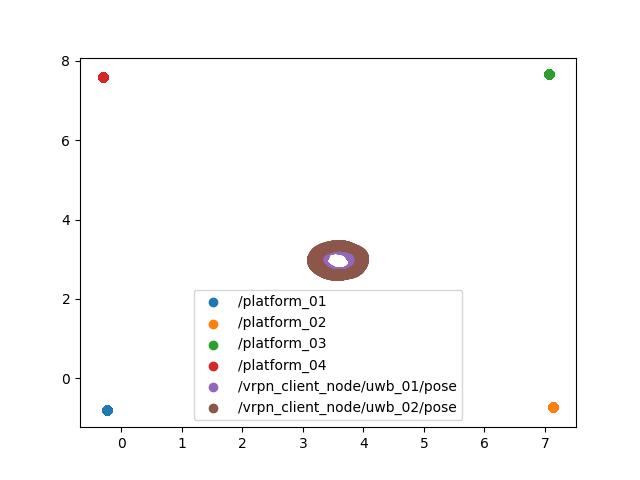 8
6
4
2
0
/platform_01
/platform_02
/platform_03
/platform_04
/vrpn_client_node/uwb_01/pose
/vrpn_client_node/uwb_02/pose
0 1 2 3 4 5 6 7